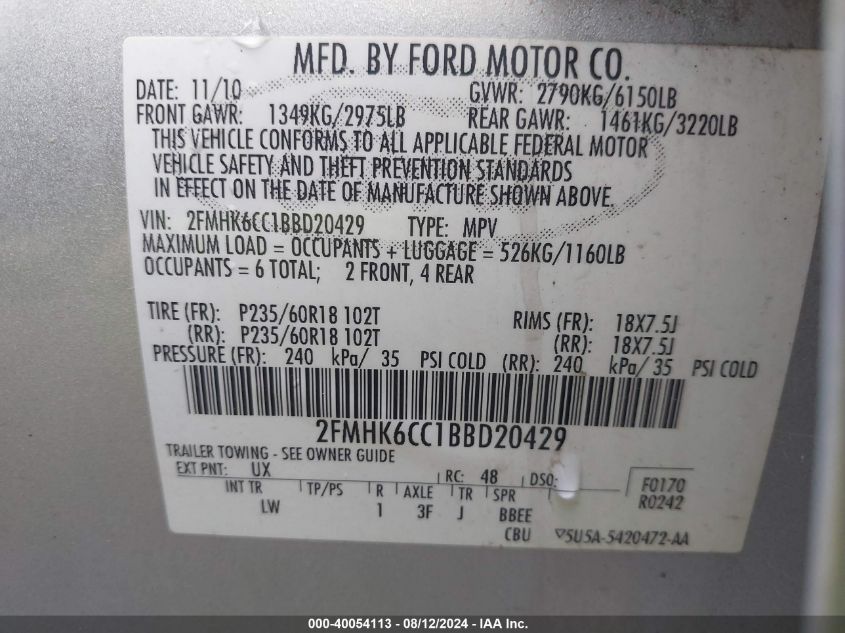 MFD. BY FORD MOTOR CO.
DATE: 11/10 GVWR: 2790KG/6150LB
FRONT GAWR: 1349KG/2975LB REAR GAWR: 1461KG/3220LB
THIS VEHICLE CONFORMS TO ALL APPLICABLE FEDERAL MOTOR
VEHICLE SAFETY AND THEFT PREVENTION STANDARDS
IN EFFECT ON THE DATE OF MANUFACTURE SHOWN ABOVE.
VIN: 2FMHK6CC1BBD20429 TYPE: MPV
MAXIMUM LOAD = OCCUPANTS + LUGGAGE = 526KG/1160LB
OCCUPANTS = 6 TOTAL; 2 FRONT, 4 REAR
TIRE (FR): P235/60R18 102T RIMS (FR): 18X7.5J
(RR): P235/60R18 102T (RR): 18X7.5J
PRESSURE (FR): 240 kPa/ 35 PSI COLD (RR): 240 kPa/ 35 PSI COLD
2FMHK6CC1BBD20429
TRAILER TOWING - SEE OWNER GUIDE
EXT PNT: UX RC: 48 DSO: F0170
INT TR TP/PS R AXLE TR SPR R0242
LW 1 3F J BBEE
CBU ▽5U5A-5420472-AA
000-40054113 - 08/12/2024 - IAA Inc.